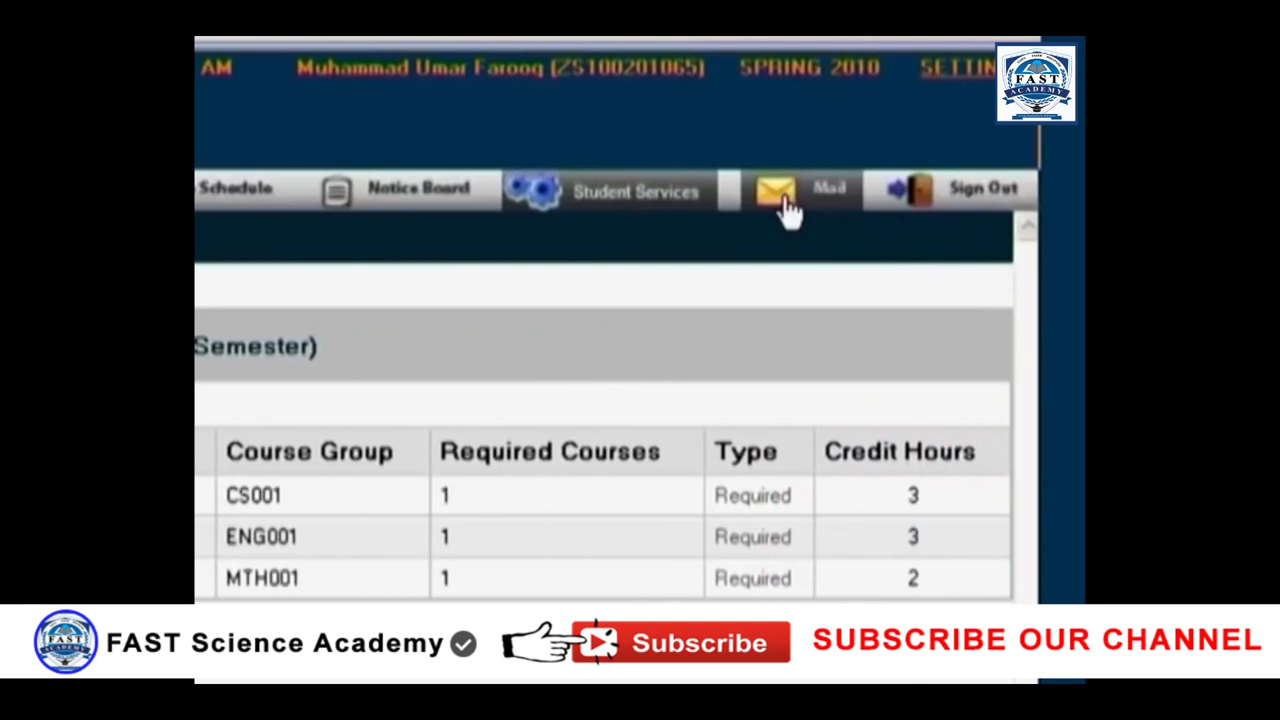 AM Muhammad Umar Farooq (ZS100201065) SPRING 2010 SETTIN
FAST
ACADEMY
Schedule Notice Board Student Services Mail Sign Out
Semester)
Course Group Required Courses Type Credit Hours
CS001 1 Required 3
ENG001 1 Required 3
MTH001 1 Required 2
FAST Science Academy Subscribe SUBSCRIBE OUR CHANNEL